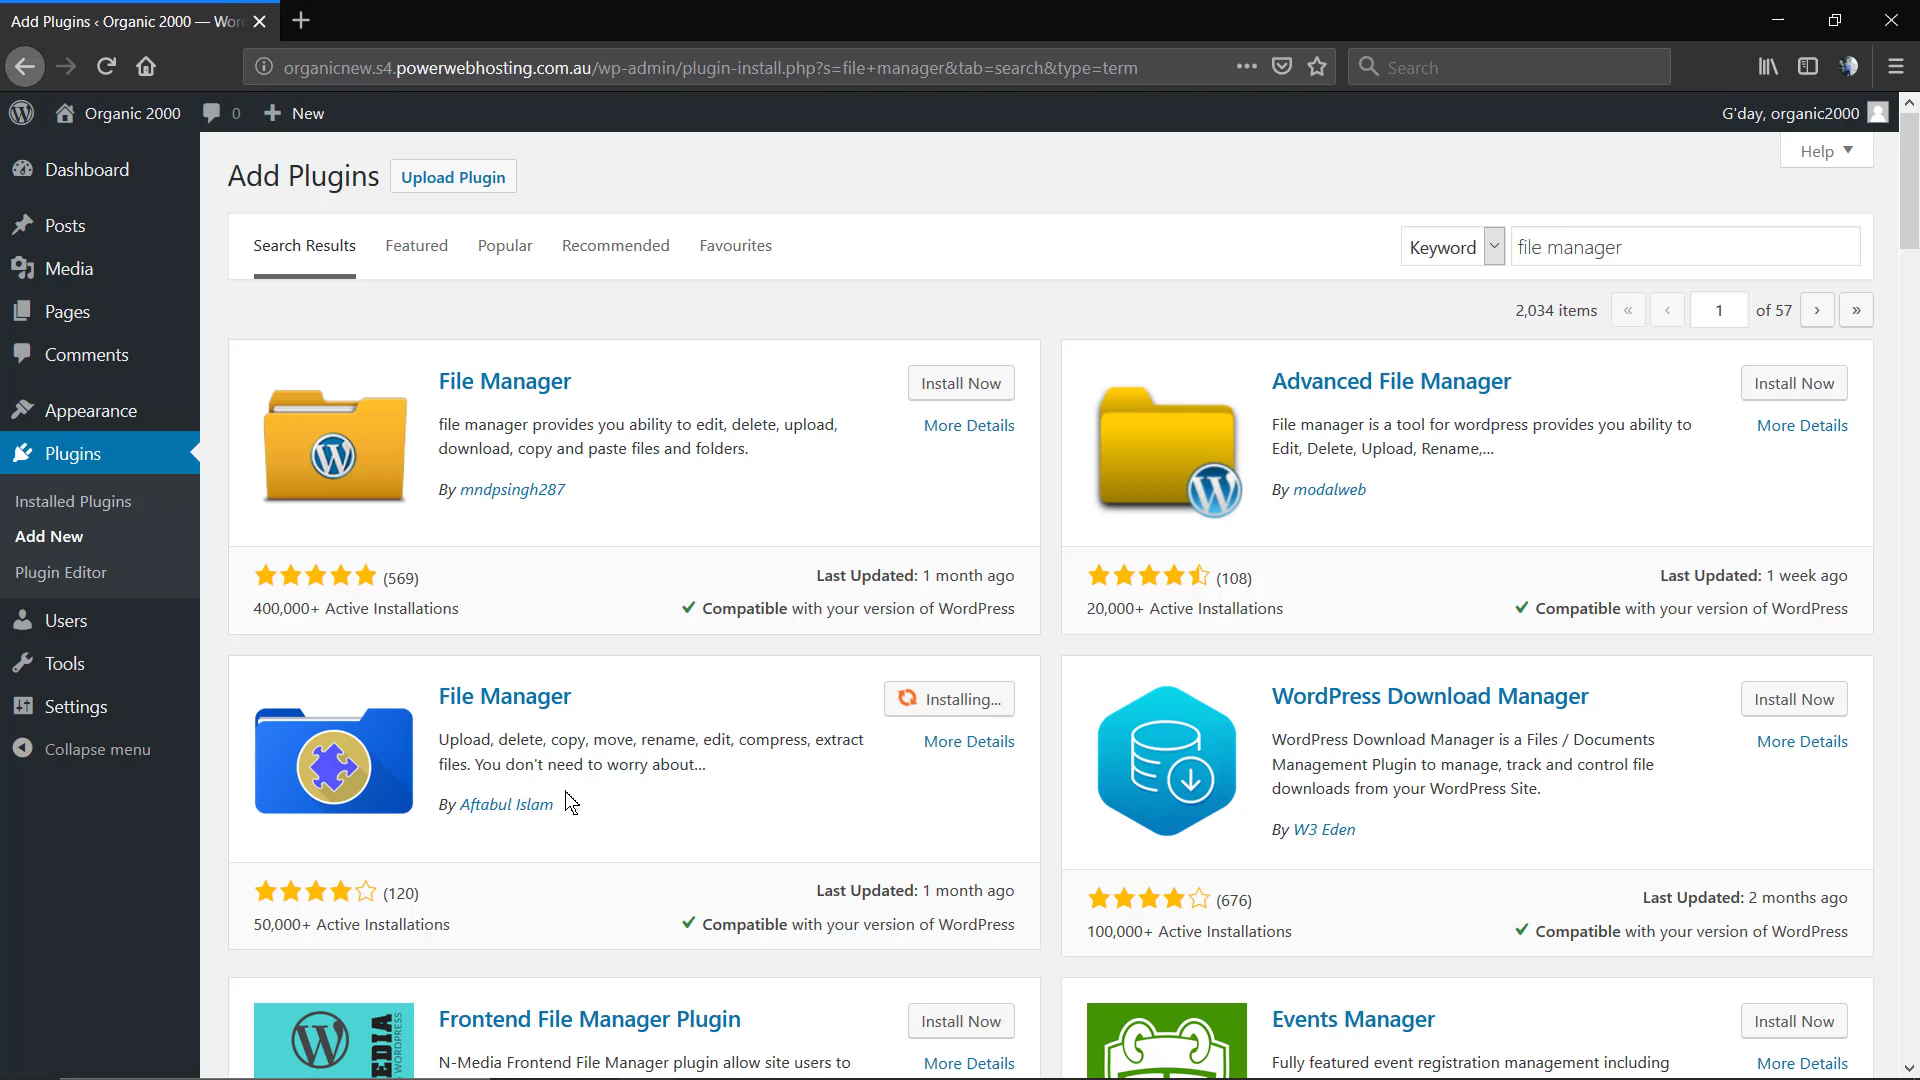 Add Plugins ‹ Organic 2000 — Wor
organicnew.s4.powerwebhosting.com.au/wp-admin/plugin-install.php?s=file+manager&tab=search&type=term
Search
Organic 2000
0
New
G'day, organic2000
Dashboard
Posts
Media
Pages
Comments
Appearance
Plugins
Installed Plugins
Add New
Plugin Editor
Users
Tools
Settings
Collapse menu
Help
Add Plugins
Upload Plugin
Search Results
Featured
Popular
Recommended
Favourites
Keyword
file manager
2,034 items « ‹ 1 of 57 › »
File Manager
Install Now
More Details
file manager provides you ability to edit, delete, upload,
download, copy and paste files and folders.
By mndpsingh287
(569)
400,000+ Active Installations
Last Updated: 1 month ago
Compatible with your version of WordPress
Advanced File Manager
Install Now
More Details
File manager is a tool for wordpress provides you ability to
Edit, Delete, Upload, Rename,...
By modalweb
(108)
20,000+ Active Installations
Last Updated: 1 week ago
Compatible with your version of WordPress
File Manager
Installing...
More Details
Upload, delete, copy, move, rename, edit, compress, extract
files. You don't need to worry about...
By Aftabul Islam
(120)
50,000+ Active Installations
Last Updated: 1 month ago
Compatible with your version of WordPress
WordPress Download Manager
Install Now
More Details
WordPress Download Manager is a Files / Documents
Management Plugin to manage, track and control file
downloads from your WordPress Site.
By W3 Eden
(676)
100,000+ Active Installations
Last Updated: 2 months ago
Compatible with your version of WordPress
Frontend File Manager Plugin
Install Now
More Details
N-Media Frontend File Manager plugin allow site users to
Events Manager
Install Now
More Details
Fully featured event registration management including